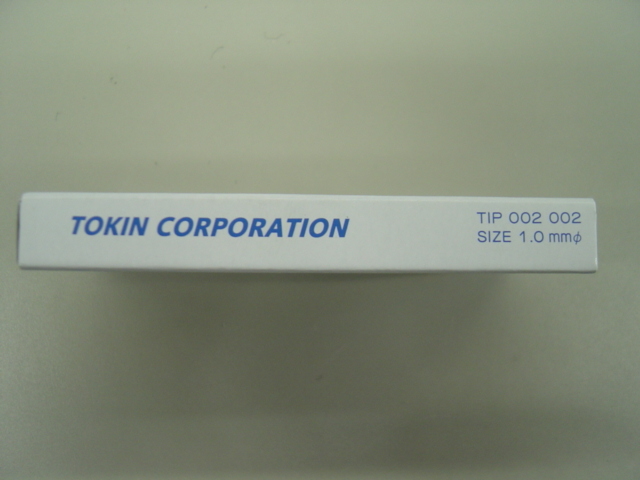 TOKIN CORPORATION
TIP 002 002
SIZE 1.0 mmφ